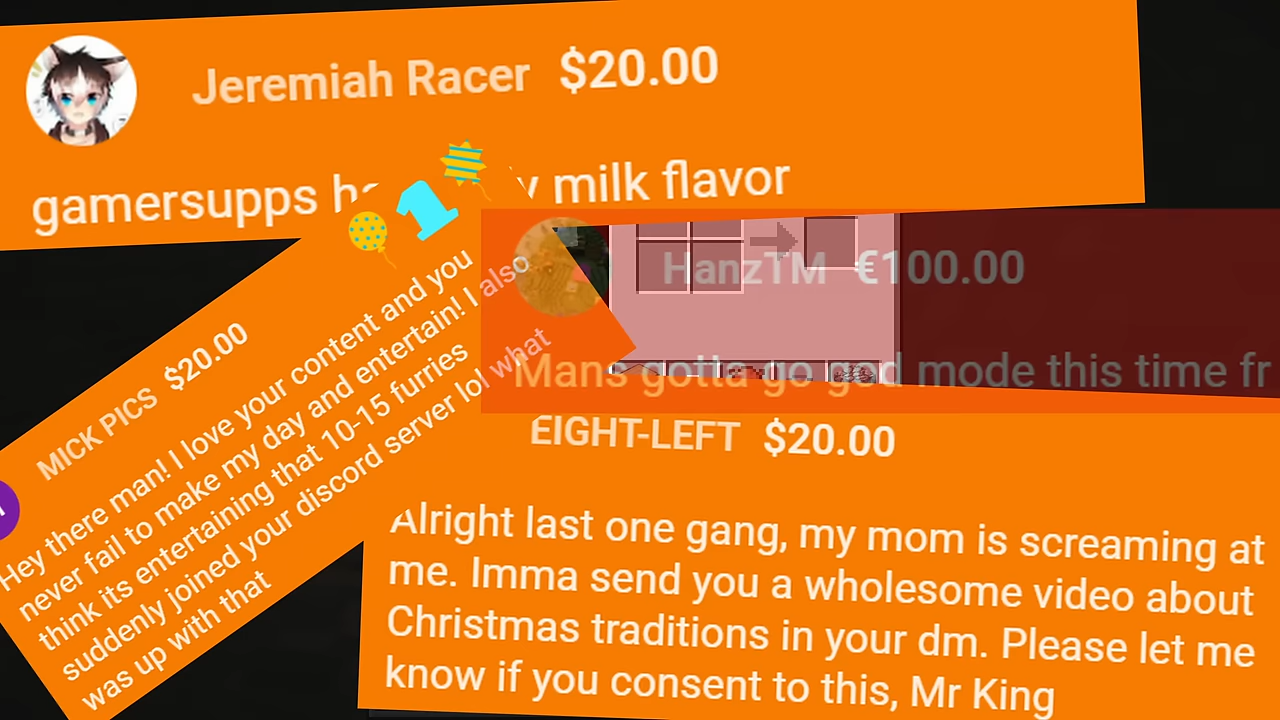 Jeremiah Racer $20.00
gamersupps milk flavor
MICK PICS $20.00
Hey there man! I love your content and you
never fail to make my day and entertain! I also
think its entertaining that 10-15 furries
suddenly joined your discord server lol what
was up with that
HanzTM €100.00
Mans gotta go god mode this time fr
EIGHT-LEFT $20.00
Alright last one gang, my mom is screaming at
me. Imma send you a wholesome video about
Christmas traditions in your dm. Please let me
know if you consent to this, Mr King